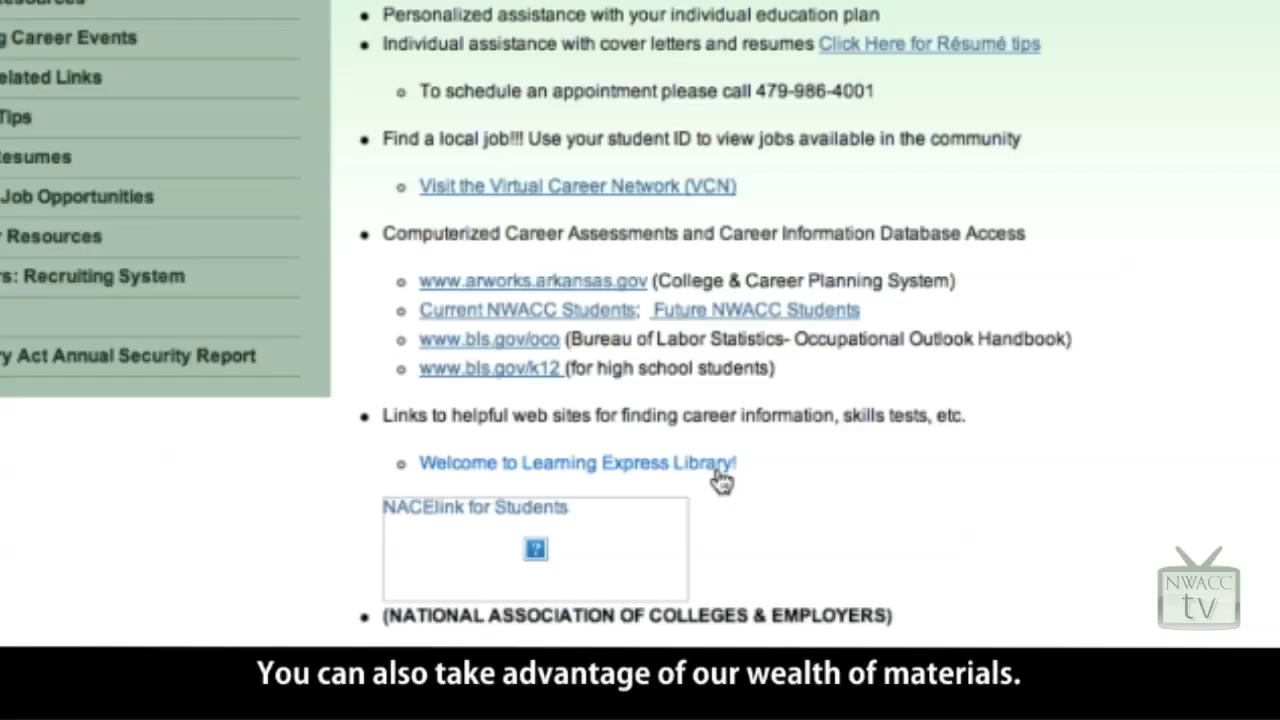 g Career Events
elated Links
Tips
esumes
Job Opportunities
Resources
s: Recruiting System
y Act Annual Security Report
Personalized assistance with your individual education plan
Individual assistance with cover letters and resumes Click Here for Résumé tips
To schedule an appointment please call 479-986-4001
Find a local job!!! Use your student ID to view jobs available in the community
Visit the Virtual Career Network (VCN)
Computerized Career Assessments and Career Information Database Access
www.arworks.arkansas.gov (College & Career Planning System)
Current NWACC Students; Future NWACC Students
www.bls.gov/oco (Bureau of Labor Statistics- Occupational Outlook Handbook)
www.bls.gov/k12 (for high school students)
Links to helpful web sites for finding career information, skills tests, etc.
Welcome to Learning Express Library!
NACElink for Students
(NATIONAL ASSOCIATION OF COLLEGES & EMPLOYERS)
NWACC
tv
You can also take advantage of our wealth of materials.